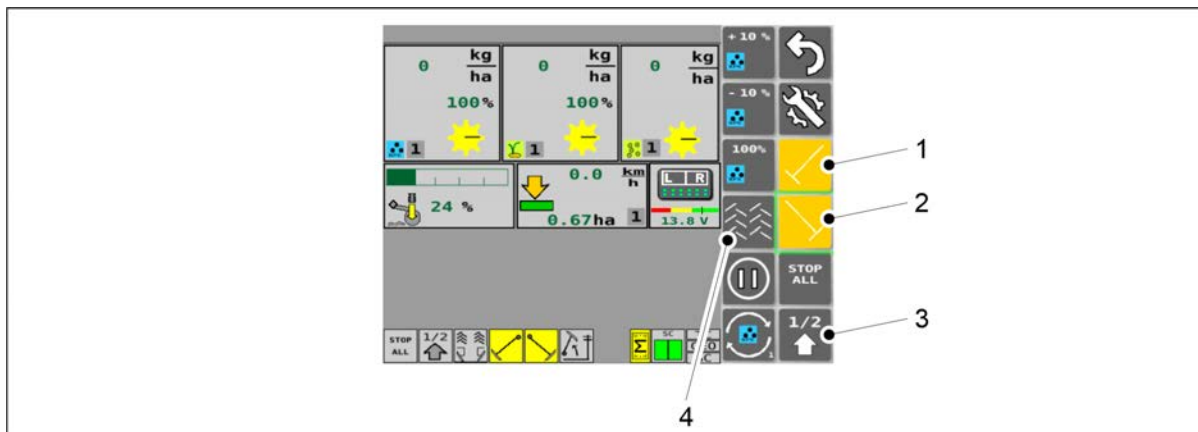 0 kg
ha
100%
1
0 kg
ha
100%
1
0 kg
ha
1
24 %
0.0 km
h
0.67ha 1
L R
13.8 V
+ 10 %
- 10 %
100%
STOP
ALL
1/2
1
STOP
ALL
1/2
Σ
SC
1
2
3
4